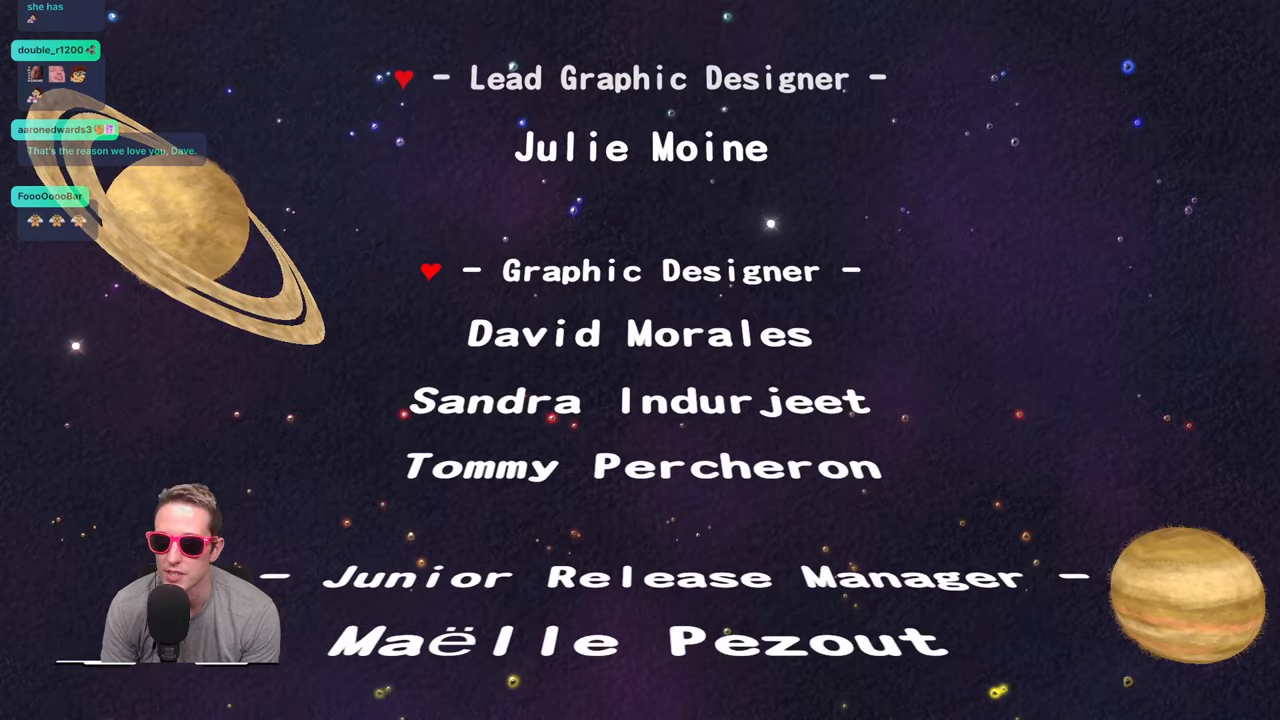 she has
double_r1200
aaronedwards3
That's the reason we love you, Dave.
FoooOoooBar
♥ - Lead Graphic Designer -
Julie Moine
♥ - Graphic Designer -
David Morales
Sandra Indurjeet
Tommy Percheron
- Junior Release Manager -
Maëlle Pezout